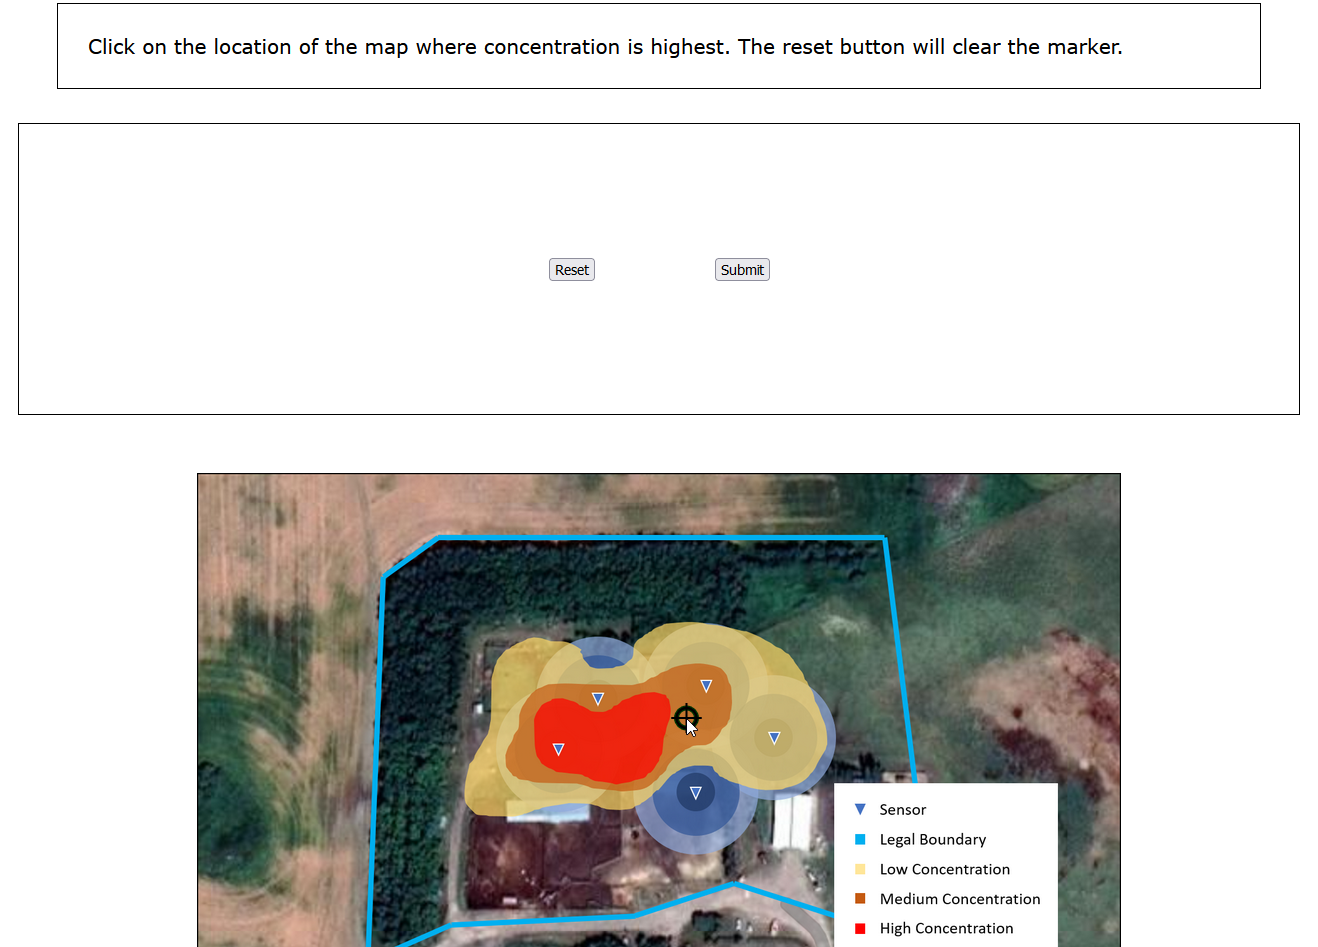 Click on the location of the map where concentration is highest. The reset button will clear the marker.
Reset
Submit
Sensor
Legal Boundary
Low Concentration
Medium Concentration
High Concentration